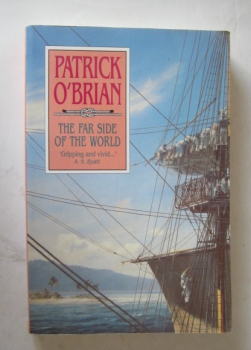 PATRICK
O'BRIAN
THE FAR SIDE
OF THE WORLD
'Gripping and vivid...'
A. S. Byatt